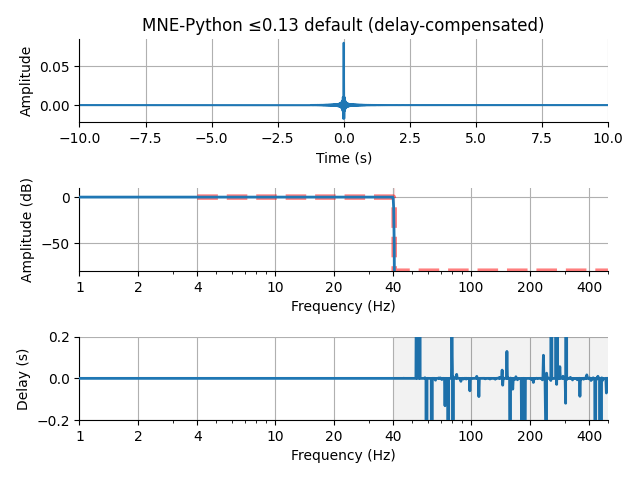 MNE-Python ≤0.13 default (delay-compensated)
Amplitude
0.05
0.00
−10.0 −7.5 −5.0 −2.5 0.0 2.5 5.0 7.5 10.0
Time (s)
Amplitude (dB)
0
−50
1 2 4 10 20 40 100 200 400
Frequency (Hz)
Delay (s)
0.2
0.0
−0.2
1 2 4 10 20 40 100 200 400
Frequency (Hz)